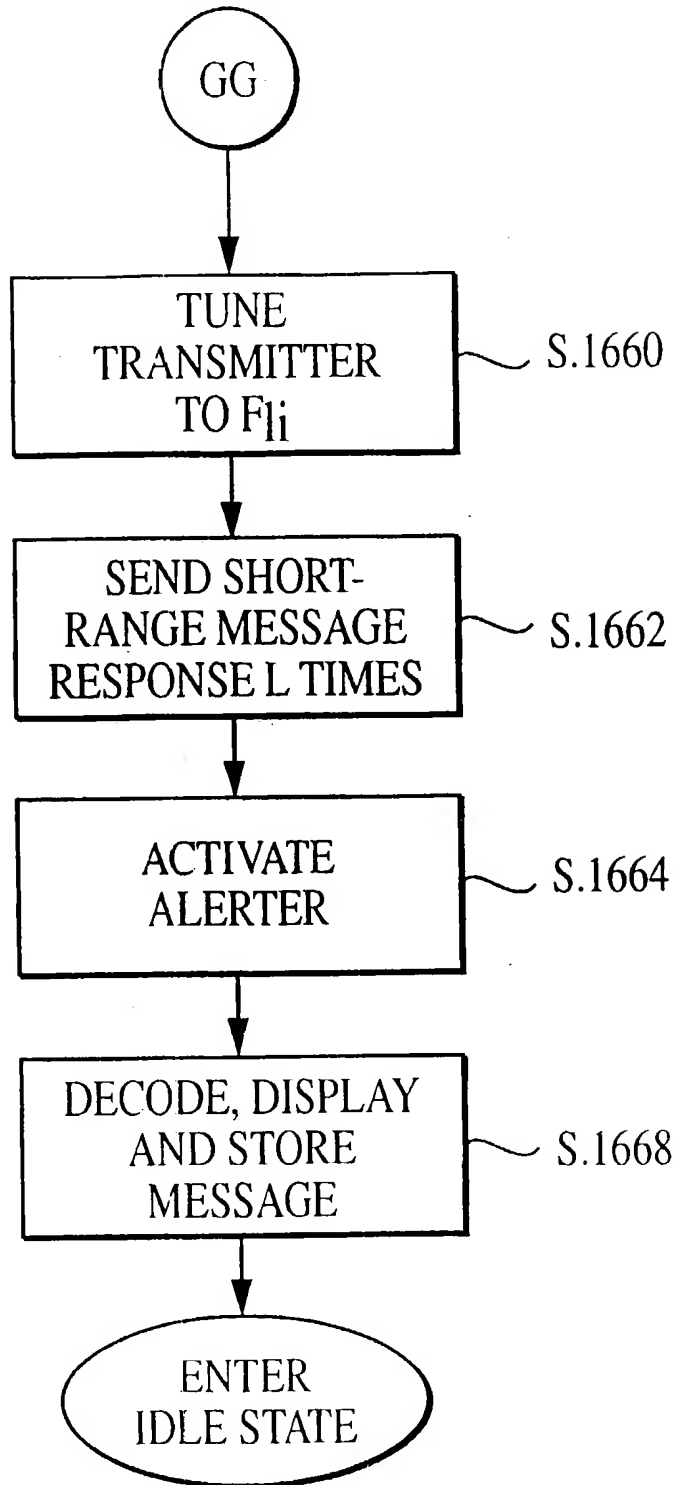 GG
TUNE
TRANSMITTER
TO Fli
S.1660
SEND SHORT-
RANGE MESSAGE
RESPONSE L TIMES
S.1662
ACTIVATE
ALERTER
S.1664
DECODE, DISPLAY
AND STORE
MESSAGE
S.1668
ENTER
IDLE STATE